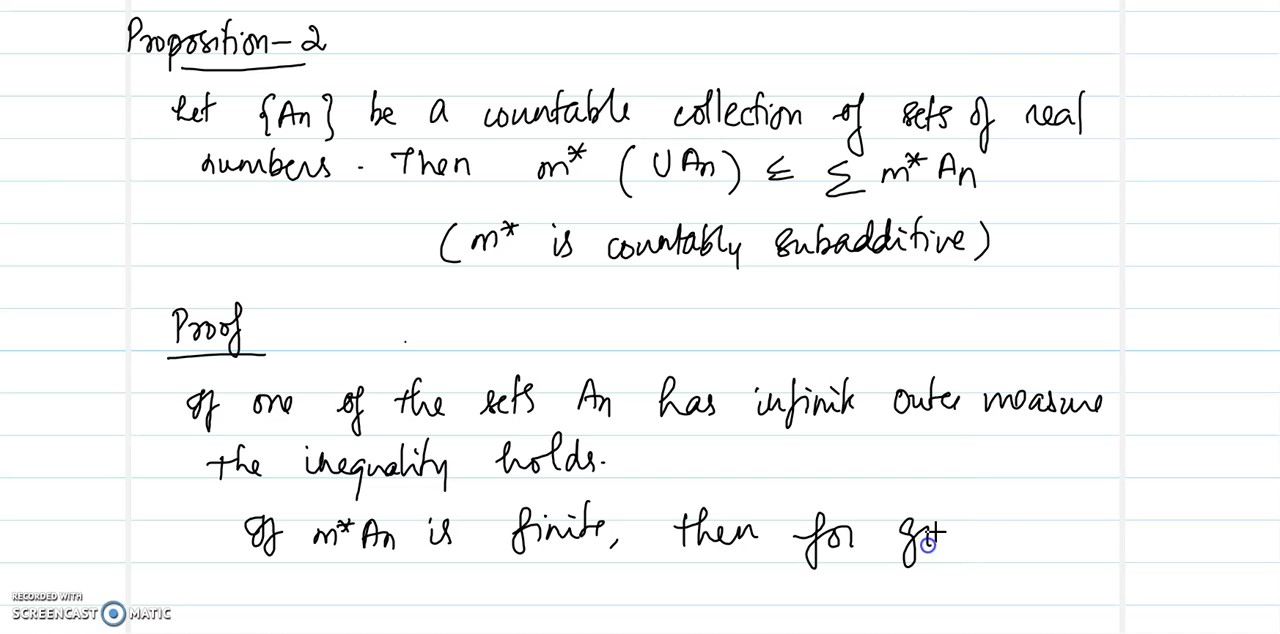 Proposition-2
Let {An} be a countable collection of sets of real
numbers. Then m* (∪An) ≤ ∑ m* An
(m* is countably subadditive)
Proof
If one of the sets An has infinite outer measure
the inequality holds.
If m* An is finite, then for
RECORDED WITH
SCREENCAST MATIC